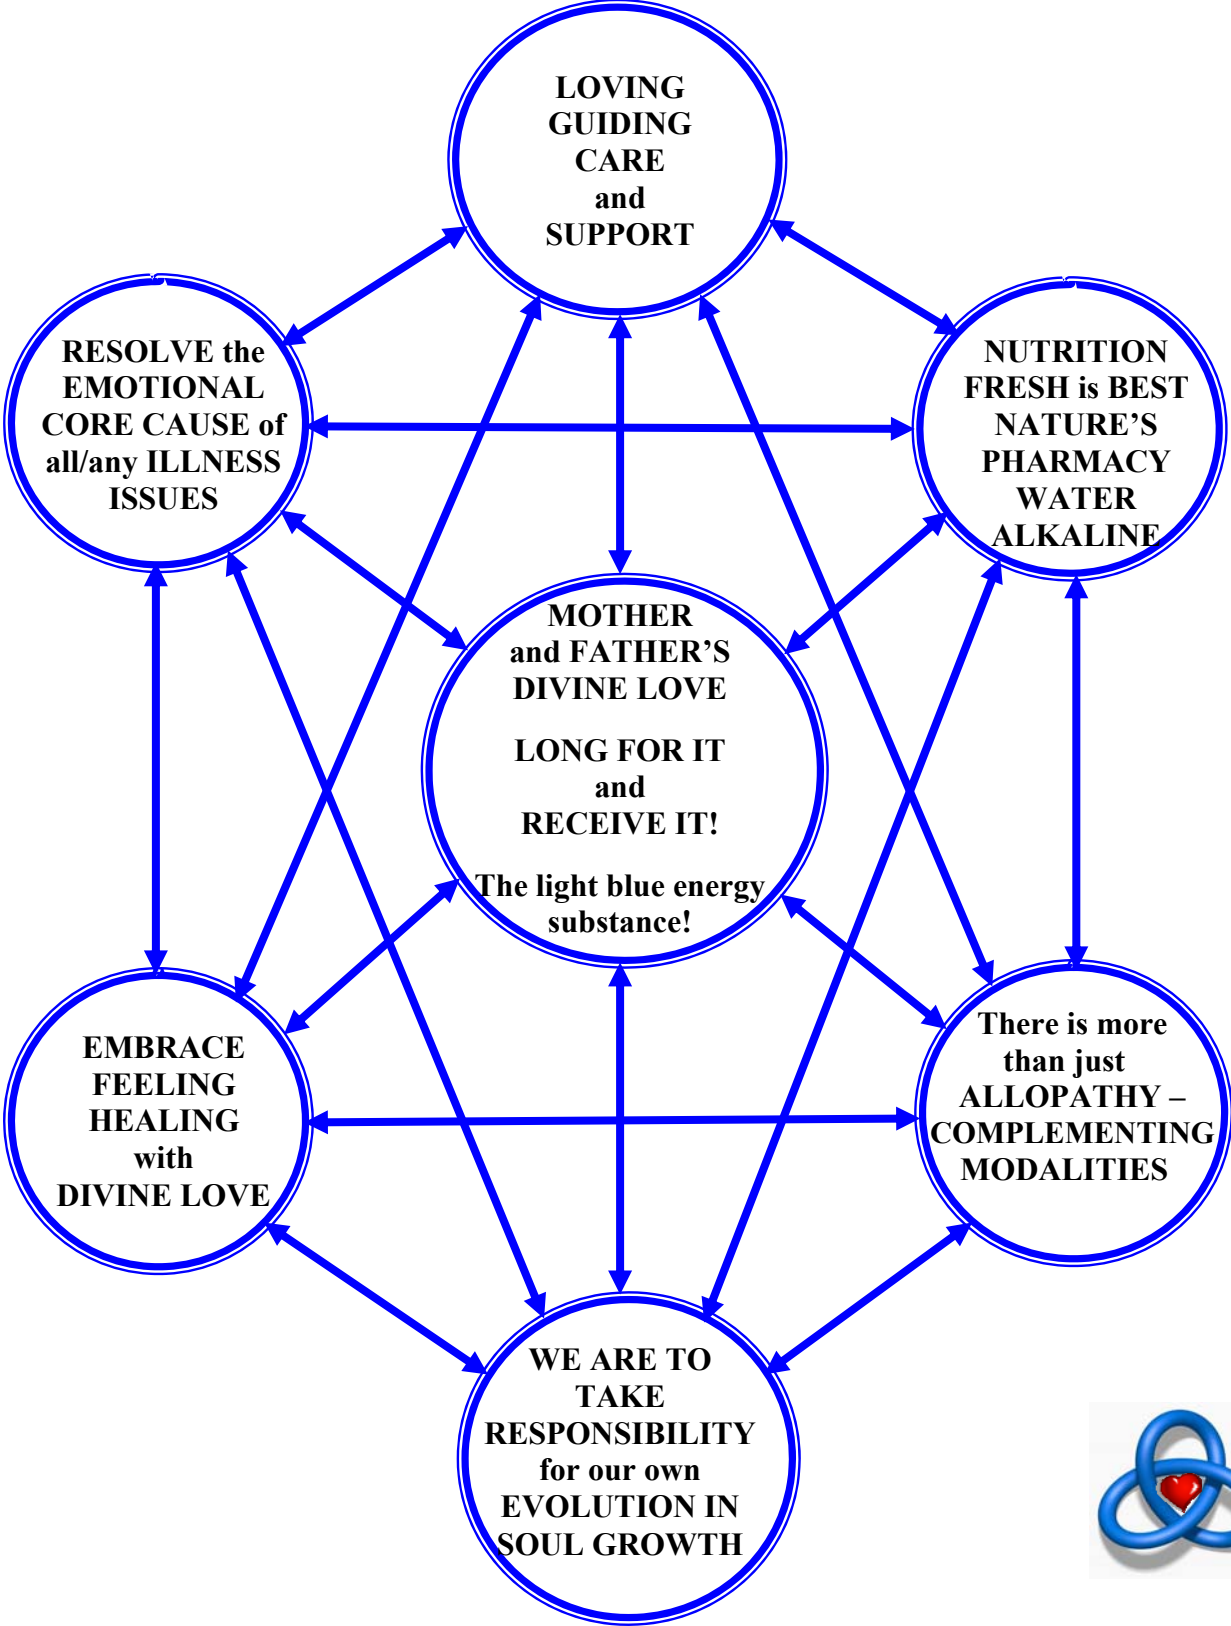 LOVING
GUIDING
CARE
and
SUPPORT
RESOLVE the
EMOTIONAL
CORE CAUSE of
all/any ILLNESS
ISSUES
NUTRITION
FRESH is BEST
NATURE’S
PHARMACY
WATER
ALKALINE
MOTHER
and FATHER’S
DIVINE LOVE
LONG FOR IT
and
RECEIVE IT!
The light blue energy
substance!
EMBRACE
FEELING
HEALING
with
DIVINE LOVE
There is more
than just
ALLOPATHY –
COMPLEMENTING
MODALITIES
WE ARE TO
TAKE
RESPONSIBILITY
for our own
EVOLUTION IN
SOUL GROWTH